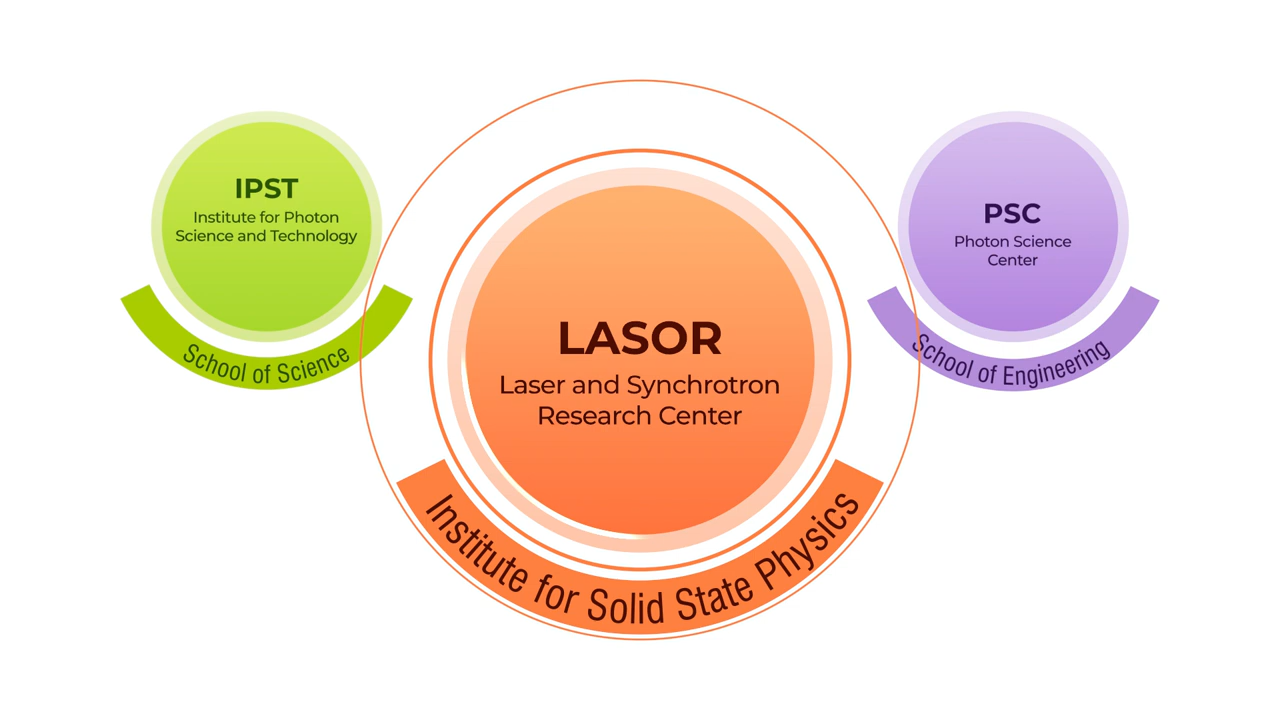 IPST
Institute for Photon
Science and Technology
School of Science
LASOR
Laser and Synchrotron
Research Center
Institute for Solid State Physics
PSC
Photon Science
Center
School of Engineering